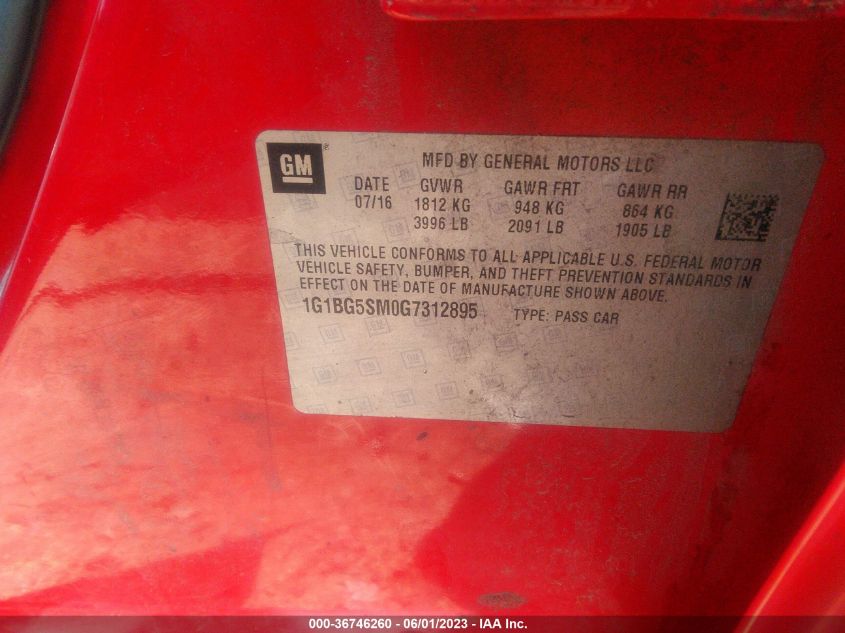 GM ®
MFD BY GENERAL MOTORS LLC
DATE GVWR GAWR FRT GAWR RR
07/16 1812 KG 948 KG 864 KG
3996 LB 2091 LB 1905 LB
THIS VEHICLE CONFORMS TO ALL APPLICABLE U.S. FEDERAL MOTOR
VEHICLE SAFETY, BUMPER, AND THEFT PREVENTION STANDARDS IN
EFFECT ON THE DATE OF MANUFACTURE SHOWN ABOVE.
1G1BG5SM0G7312895 TYPE: PASS CAR
000-36746260 - 06/01/2023 - IAA Inc.